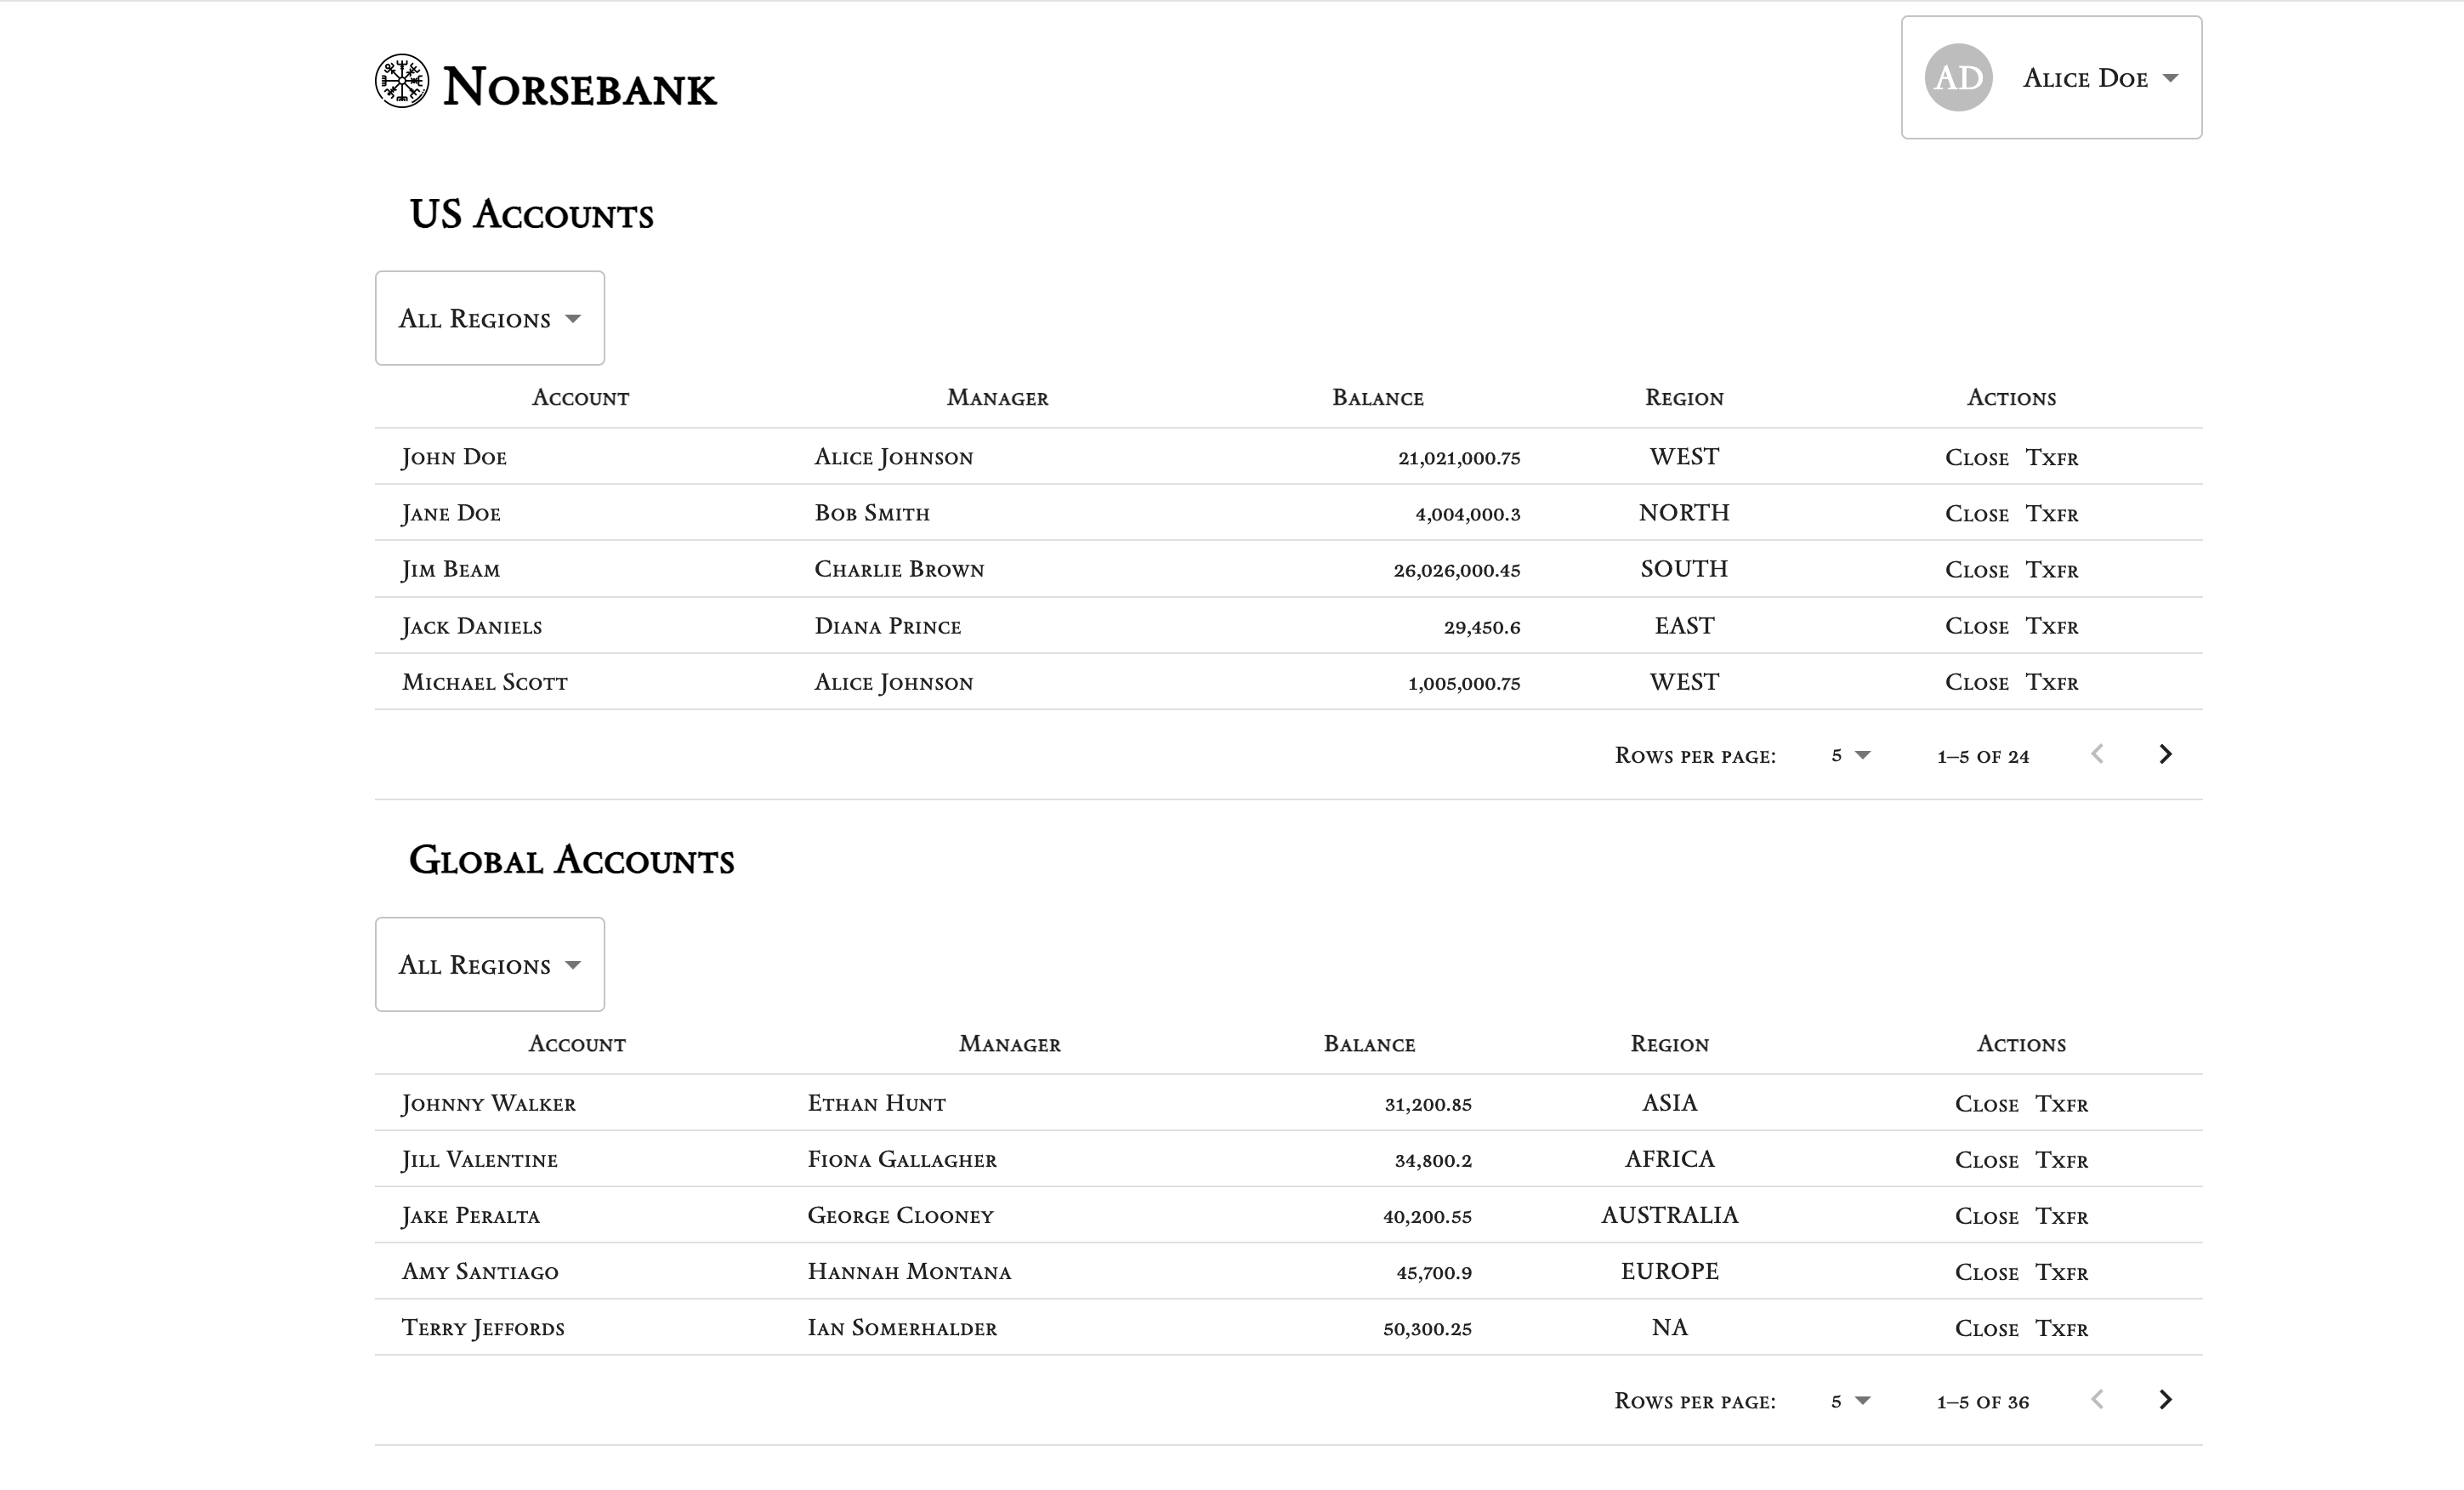 Norsebank
AD Alice Doe
US Accounts
All Regions
Account Manager Balance Region Actions
John Doe Alice Johnson 21,021,000.75 WEST Close Txfr
Jane Doe Bob Smith 4,004,000.3 NORTH Close Txfr
Jim Beam Charlie Brown 26,026,000.45 SOUTH Close Txfr
Jack Daniels Diana Prince 29,450.6 EAST Close Txfr
Michael Scott Alice Johnson 1,005,000.75 WEST Close Txfr
Rows per page: 5 1–5 of 24
Global Accounts
All Regions
Account Manager Balance Region Actions
Johnny Walker Ethan Hunt 31,200.85 ASIA Close Txfr
Jill Valentine Fiona Gallagher 34,800.2 AFRICA Close Txfr
Jake Peralta George Clooney 40,200.55 AUSTRALIA Close Txfr
Amy Santiago Hannah Montana 45,700.9 EUROPE Close Txfr
Terry Jeffords Ian Somerhalder 50,300.25 NA Close Txfr
Rows per page: 5 1–5 of 36